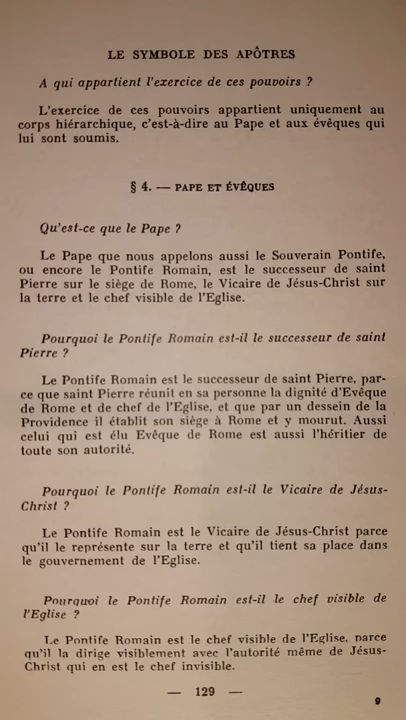 LE SYMBOLE DES APÔTRES
A qui appartient l'exercice de ces pouvoirs ?
L'exercice de ces pouvoirs appartient uniquement au
corps hiérarchique, c'est-à-dire au Pape et aux évêques qui
lui sont soumis.
§ 4. — PAPE ET ÉVÊQUES
Qu'est-ce que le Pape ?
Le Pape que nous appelons aussi le Souverain Pontife,
ou encore le Pontife Romain, est le successeur de saint
Pierre sur le siège de Rome, le Vicaire de Jésus-Christ sur
la terre et le chef visible de l'Eglise.
Pourquoi le Pontife Romain est-il le successeur de saint
Pierre ?
Le Pontife Romain est le successeur de saint Pierre, par-
ce que saint Pierre réunit en sa personne la dignité d'Evêque
de Rome et de chef de l'Eglise, et que par un dessein de la
Providence il établit son siège à Rome et y mourut. Aussi
celui qui est élu Evêque de Rome est aussi l'héritier de
toute son autorité.
Pourquoi le Pontife Romain est-il le Vicaire de Jésus-
Christ ?
Le Pontife Romain est le Vicaire de Jésus-Christ parce
qu'il le représente sur la terre et qu'il tient sa place dans
le gouvernement de l'Eglise.
Pourquoi le Pontife Romain est-il le chef visible de
l'Eglise ?
Le Pontife Romain est le chef visible de l'Eglise, parce
qu'il la dirige visiblement avec l'autorité même de Jésus-
Christ qui en est le chef invisible.
— 129 —
9